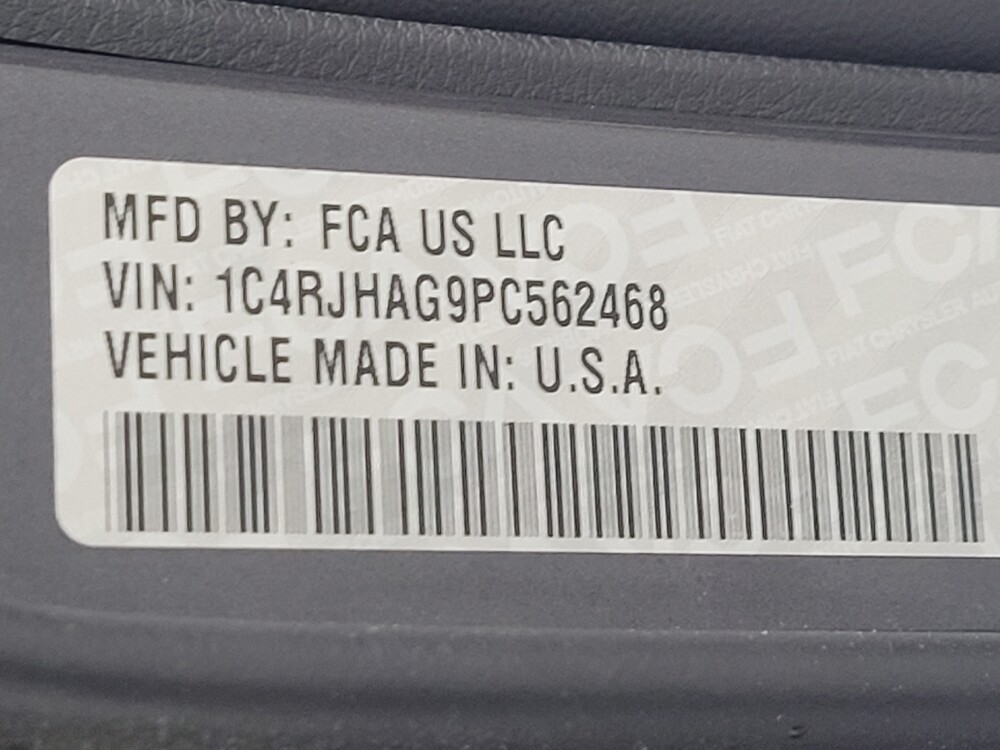 MFD BY: FCA US LLC
VIN: 1C4RJHAG9PC562468
VEHICLE MADE IN: U.S.A.